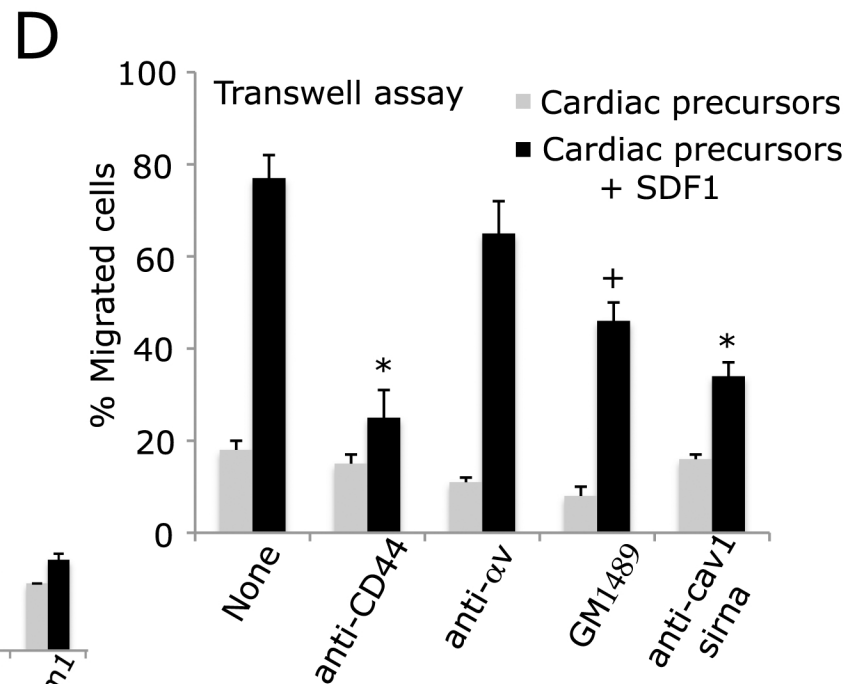 D
Transwell assay
Cardiac precursors
Cardiac precursors
+ SDF1
% Migrated cells
100
80
60
40
20
0
*
+
*
None
anti-CD44
anti-αv
GM1489
anti-cav1
sirna
m1